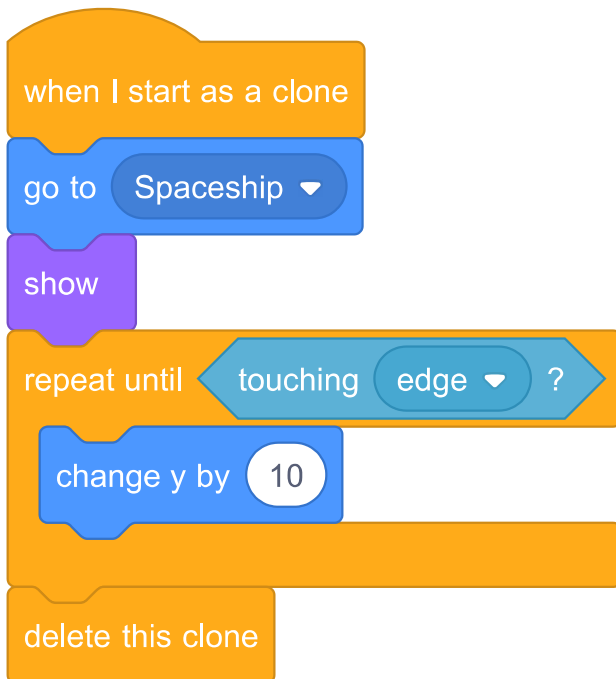 when I start as a clone
go to Spaceship
show
repeat until touching edge ?
change y by 10
delete this clone